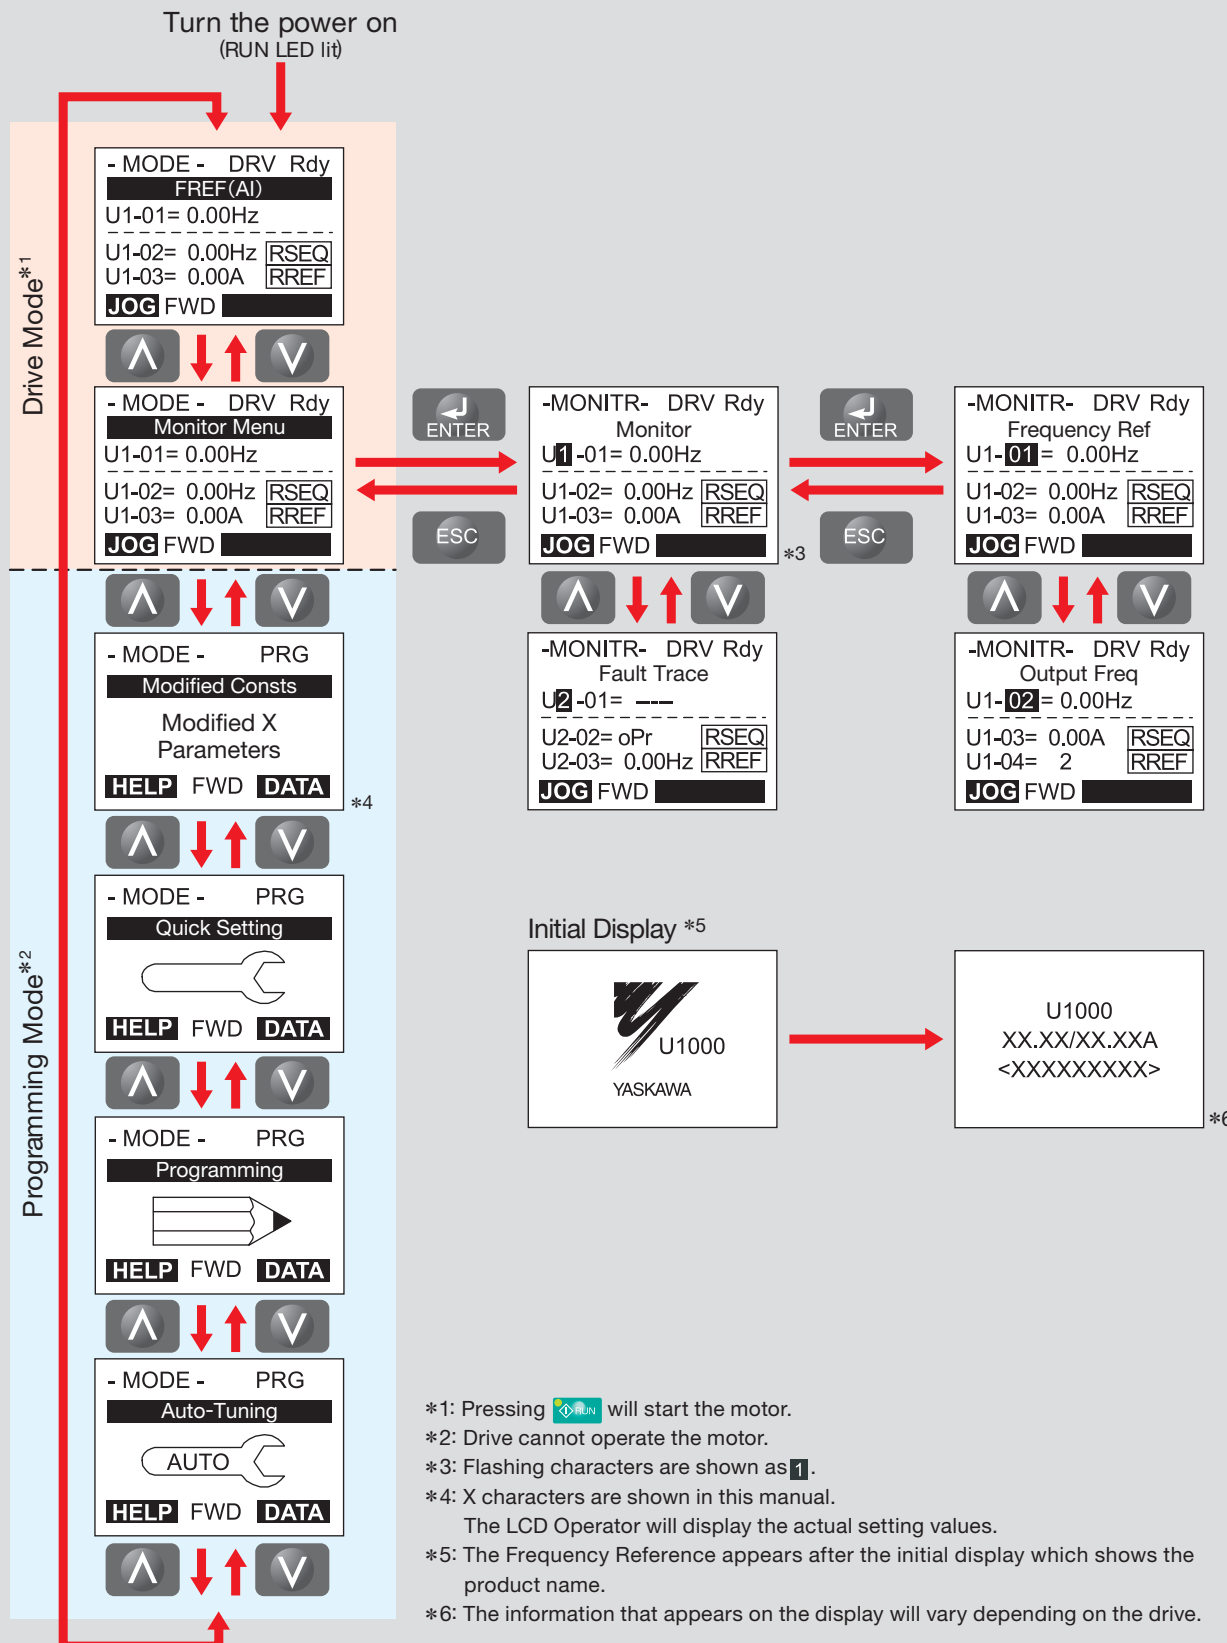 Turn the power on
(RUN LED lit)
Drive Mode*1
- MODE - DRV Rdy
FREF(AI)
U1-01= 0.00Hz
U1-02= 0.00Hz RSEQ
U1-03= 0.00A RREF
JOG FWD
- MODE - DRV Rdy
Monitor Menu
U1-01= 0.00Hz
U1-02= 0.00Hz RSEQ
U1-03= 0.00A RREF
JOG FWD
ENTER
ESC
-MONITR- DRV Rdy
Monitor
U1-01= 0.00Hz
U1-02= 0.00Hz RSEQ
U1-03= 0.00A RREF
JOG FWD
*3
ENTER
ESC
-MONITR- DRV Rdy
Frequency Ref
U1-01= 0.00Hz
U1-02= 0.00Hz RSEQ
U1-03= 0.00A RREF
JOG FWD
-MONITR- DRV Rdy
Fault Trace
U2-01= ---
U2-02= oPr RSEQ
U2-03= 0.00Hz RREF
JOG FWD
-MONITR- DRV Rdy
Output Freq
U1-02= 0.00Hz
U1-03= 0.00A RSEQ
U1-04= 2 RREF
JOG FWD
Programming Mode*2
- MODE - PRG
Modified Consts
Modified X
Parameters
HELP FWD DATA
*4
- MODE - PRG
Quick Setting
HELP FWD DATA
- MODE - PRG
Programming
HELP FWD DATA
- MODE - PRG
Auto-Tuning
AUTO
HELP FWD DATA
Initial Display *5
U1000
YASKAWA
U1000
XX.XX/XX.XXA
<XXXXXXXXX>
*6
*1: Pressing RUN will start the motor.
*2: Drive cannot operate the motor.
*3: Flashing characters are shown as 1.
*4: X characters are shown in this manual.
The LCD Operator will display the actual setting values.
*5: The Frequency Reference appears after the initial display which shows the
product name.
*6: The information that appears on the display will vary depending on the drive.